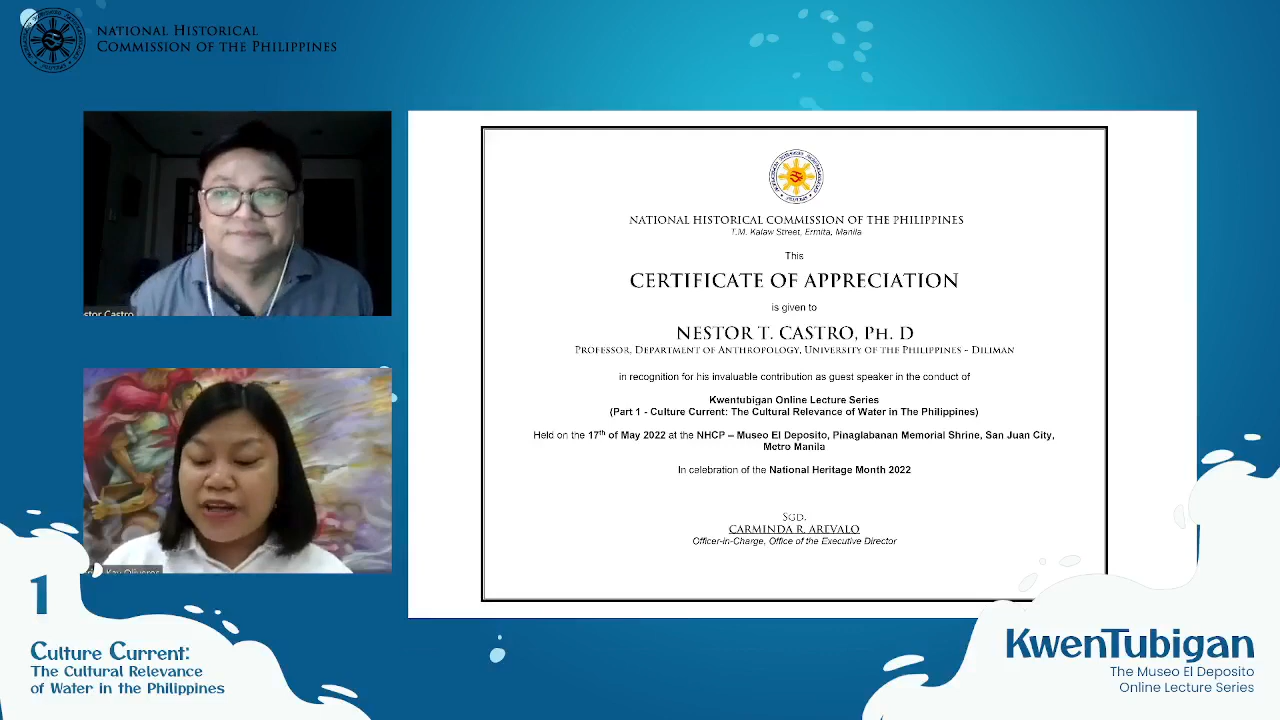 National Historical
Commission of the Philippines
stor Castro
Kay Oliveros
1
Culture Current:
The Cultural Relevance
of Water in the Philippines
NATIONAL HISTORICAL COMMISSION OF THE PHILIPPINES
T.M. Kalaw Street, Ermita, Manila
This
CERTIFICATE OF APPRECIATION
is given to
NESTOR T. CASTRO, PH. D
PROFESSOR, DEPARTMENT OF ANTHROPOLOGY, UNIVERSITY OF THE PHILIPPINES – DILIMAN
in recognition for his invaluable contribution as guest speaker in the conduct of
Kwentubigan Online Lecture Series
(Part 1 - Culture Current: The Cultural Relevance of Water in The Philippines)
Held on the 17th of May 2022 at the NHCP – Museo El Deposito, Pinaglabanan Memorial Shrine, San Juan City,
Metro Manila
In celebration of the National Heritage Month 2022
SGD.
CARMINDA R. AREVALO
Officer-in-Charge, Office of the Executive Director
KwenTubigan
The Museo El Deposito
Online Lecture Series